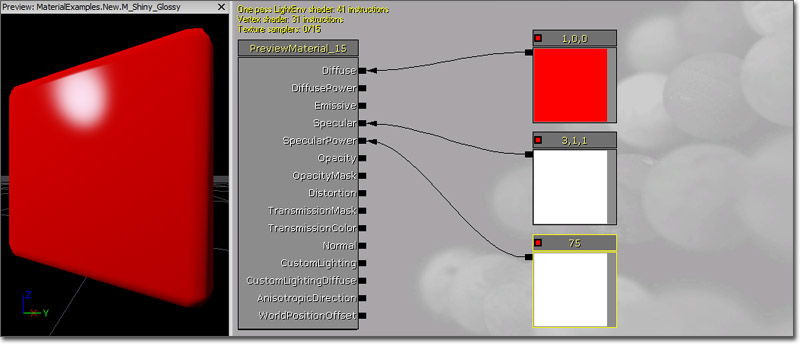 Preview: MaterialExamples.New.M_Shiny_Glossy
One pass LightEnv shader: 41 instructions
Vertex shader: 31 instructions
Texture samplers: 0/15
PreviewMaterial_15
Diffuse
DiffusePower
Emissive
Specular
SpecularPower
Opacity
OpacityMask
Distortion
TransmissionMask
TransmissionColor
Normal
CustomLighting
CustomLightingDiffuse
AnisotropicDirection
WorldPositionOffset
1,0,0
3,1,1
75
Z
X
Y